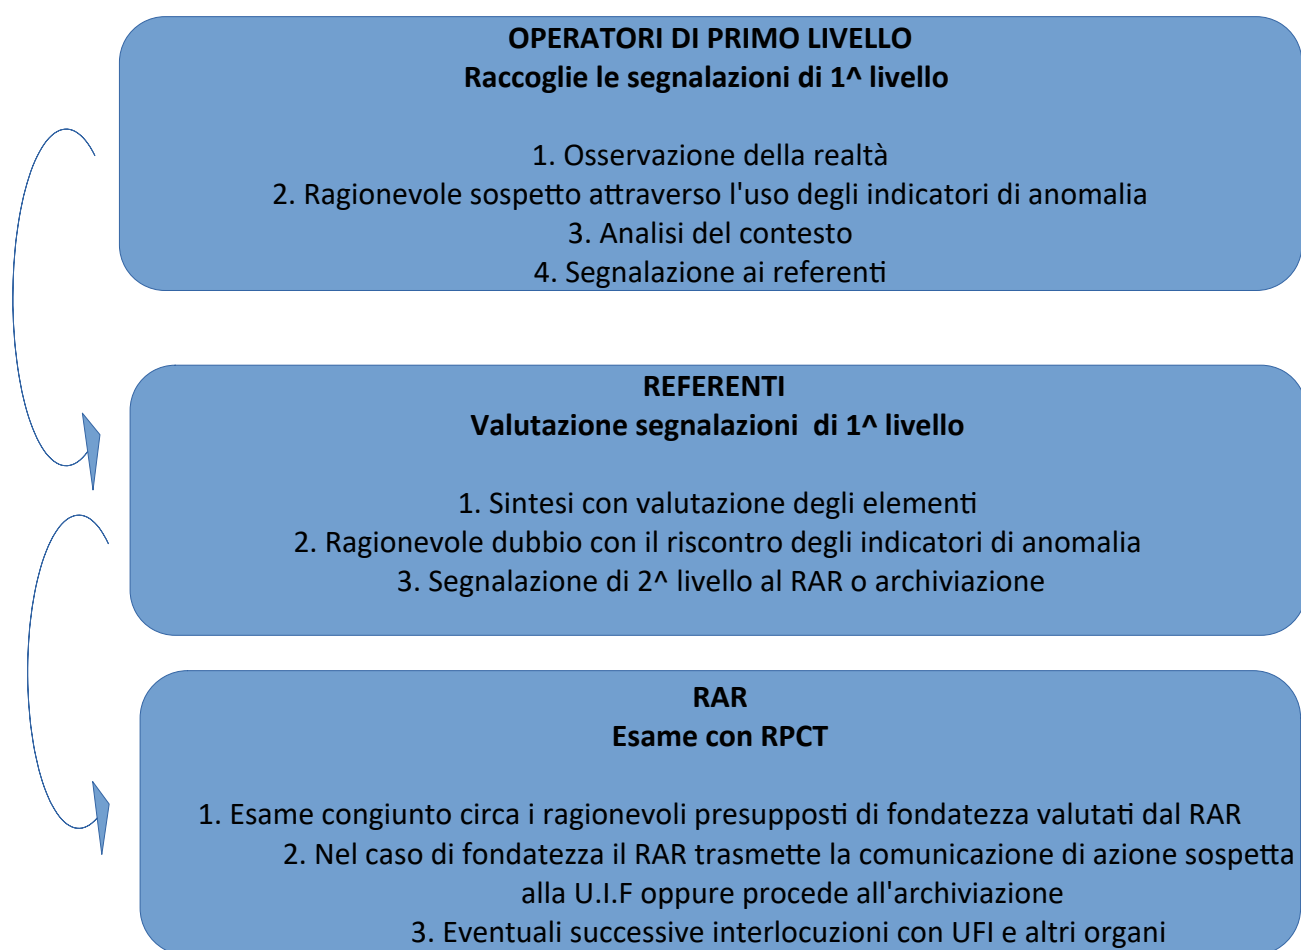 OPERATORI DI PRIMO LIVELLO
Raccoglie le segnalazioni di 1^ livello
1. Osservazione della realtà
2. Ragionevole sospetto attraverso l'uso degli indicatori di anomalia
3. Analisi del contesto
4. Segnalazione ai referenti
REFERENTI
Valutazione segnalazioni di 1^ livello
1. Sintesi con valutazione degli elementi
2. Ragionevole dubbio con il riscontro degli indicatori di anomalia
3. Segnalazione di 2^ livello al RAR o archiviazione
RAR
Esame con RPCT
1. Esame congiunto circa i ragionevoli presupposti di fondatezza valutati dal RAR
2. Nel caso di fondatezza il RAR trasmette la comunicazione di azione sospetta
alla U.I.F oppure procede all'archiviazione
3. Eventuali successive interlocuzioni con UFI e altri organi